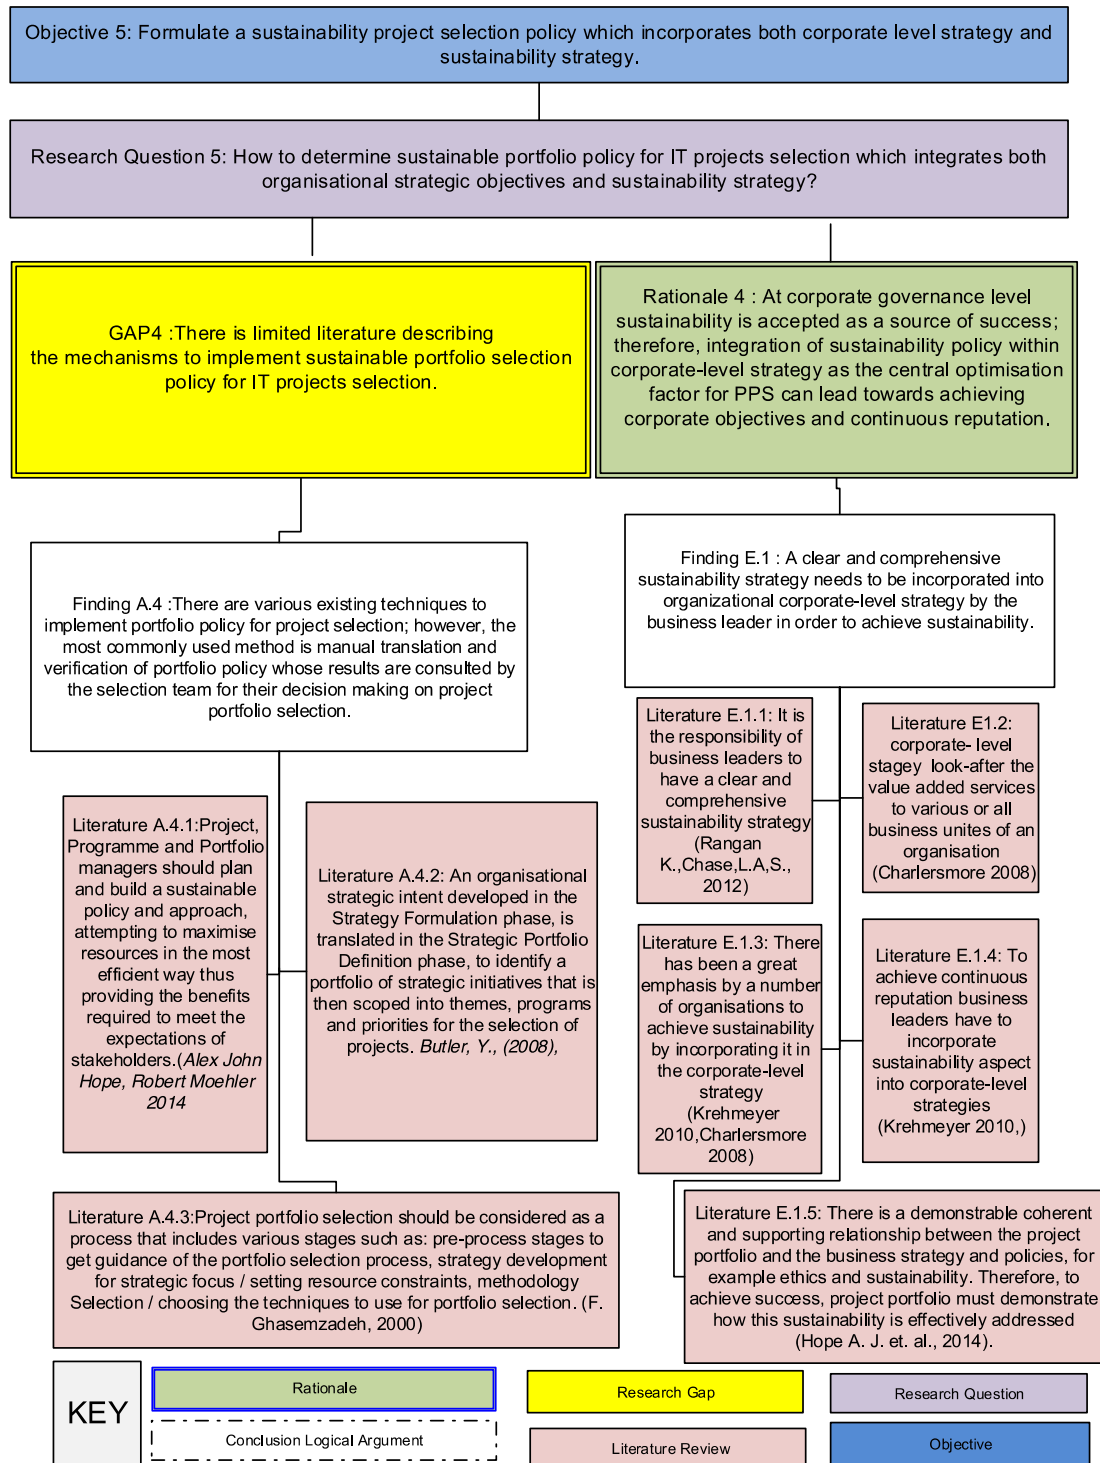 Objective 5: Formulate a sustainability project selection policy which incorporates both corporate level strategy and
sustainability strategy.
Research Question 5: How to determine sustainable portfolio policy for IT projects selection which integrates both
organisational strategic objectives and sustainability strategy?
GAP4 :There is limited literature describing
the mechanisms to implement sustainable portfolio selection
policy for IT projects selection.
Rationale 4 : At corporate governance level
sustainability is accepted as a source of success;
therefore, integration of sustainability policy within
corporate-level strategy as the central optimisation
factor for PPS can lead towards achieving
corporate objectives and continuous reputation.
Finding A.4 :There are various existing techniques to
implement portfolio policy for project selection; however, the
most commonly used method is manual translation and
verification of portfolio policy whose results are consulted by
the selection team for their decision making on project
portfolio selection.
Finding E.1 : A clear and comprehensive
sustainability strategy needs to be incorporated into
organizational corporate-level strategy by the
business leader in order to achieve sustainability.
Literature A.4.1:Project,
Programme and Portfolio
managers should plan
and build a sustainable
policy and approach,
attempting to maximise
resources in the most
efficient way thus
providing the benefits
required to meet the
expectations of
stakeholders.(Alex John
Hope, Robert Moehler
2014
Literature A.4.2: An organisational
strategic intent developed in the
Strategy Formulation phase, is
translated in the Strategic Portfolio
Definition phase, to identify a
portfolio of strategic initiatives that is
then scoped into themes, programs
and priorities for the selection of
projects. Butler, Y., (2008),
Literature E.1.1: It is
the responsibility of
business leaders to
have a clear and
comprehensive
sustainability strategy
(Rangan
K.,Chase,L.A,S.,
2012)
Literature E1.2:
corporate- level
stagey look-after the
value added services
to various or all
business unites of an
organisation
(Charlersmore 2008)
Literature E.1.3: There
has been a great
emphasis by a number
of organisations to
achieve sustainability
by incorporating it in
the corporate-level
strategy
(Krehmeyer
2010,Charlersmore
2008)
Literature E.1.4: To
achieve continuous
reputation business
leaders have to
incorporate
sustainability aspect
into corporate-level
strategies
(Krehmeyer 2010,)
Literature A.4.3:Project portfolio selection should be considered as a
process that includes various stages such as: pre-process stages to
get guidance of the portfolio selection process, strategy development
for strategic focus / setting resource constraints, methodology
Selection / choosing the techniques to use for portfolio selection. (F.
Ghasemzadeh, 2000)
Literature E.1.5: There is a demonstrable coherent
and supporting relationship between the project
portfolio and the business strategy and policies, for
example ethics and sustainability. Therefore, to
achieve success, project portfolio must demonstrate
how this sustainability is effectively addressed
(Hope A. J. et. al., 2014).
KEY
Rationale
Research Gap
Research Question
Conclusion Logical Argument
Literature Review
Objective